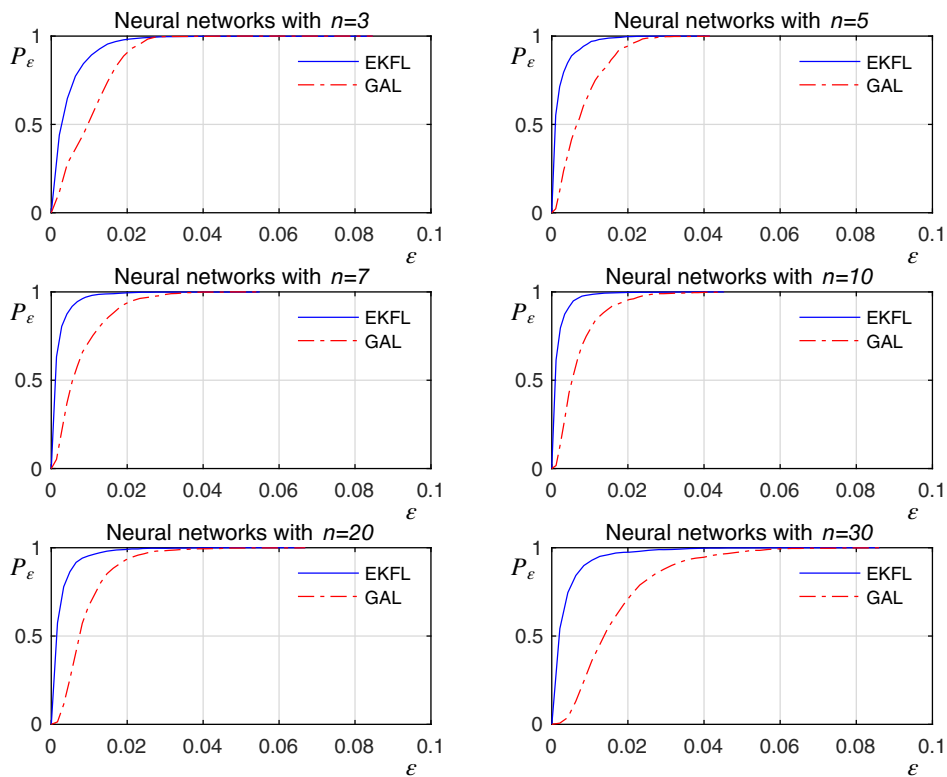 Neural networks with n=3
1
P_ε
EKFL
GAL
0.5
0
0 0.02 0.04 0.06 0.08 0.1
ε
Neural networks with n=5
1
P_ε
EKFL
GAL
0.5
0
0 0.02 0.04 0.06 0.08 0.1
ε
Neural networks with n=7
1
P_ε
EKFL
GAL
0.5
0
0 0.02 0.04 0.06 0.08 0.1
ε
Neural networks with n=10
1
P_ε
EKFL
GAL
0.5
0
0 0.02 0.04 0.06 0.08 0.1
ε
Neural networks with n=20
1
P_ε
EKFL
GAL
0.5
0
0 0.02 0.04 0.06 0.08 0.1
ε
Neural networks with n=30
1
P_ε
EKFL
GAL
0.5
0
0 0.02 0.04 0.06 0.08 0.1
ε